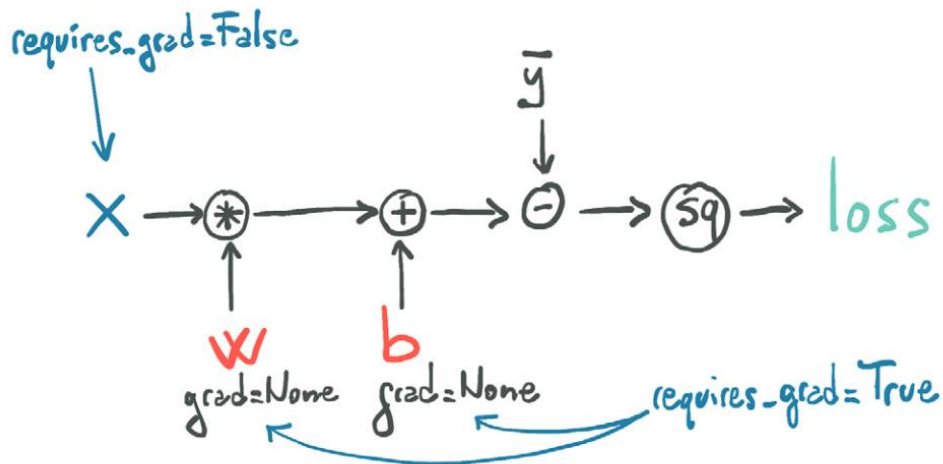 requires_grad=False
ȳ
X * + - sq loss
w b
grad=None grad=None requires_grad=True